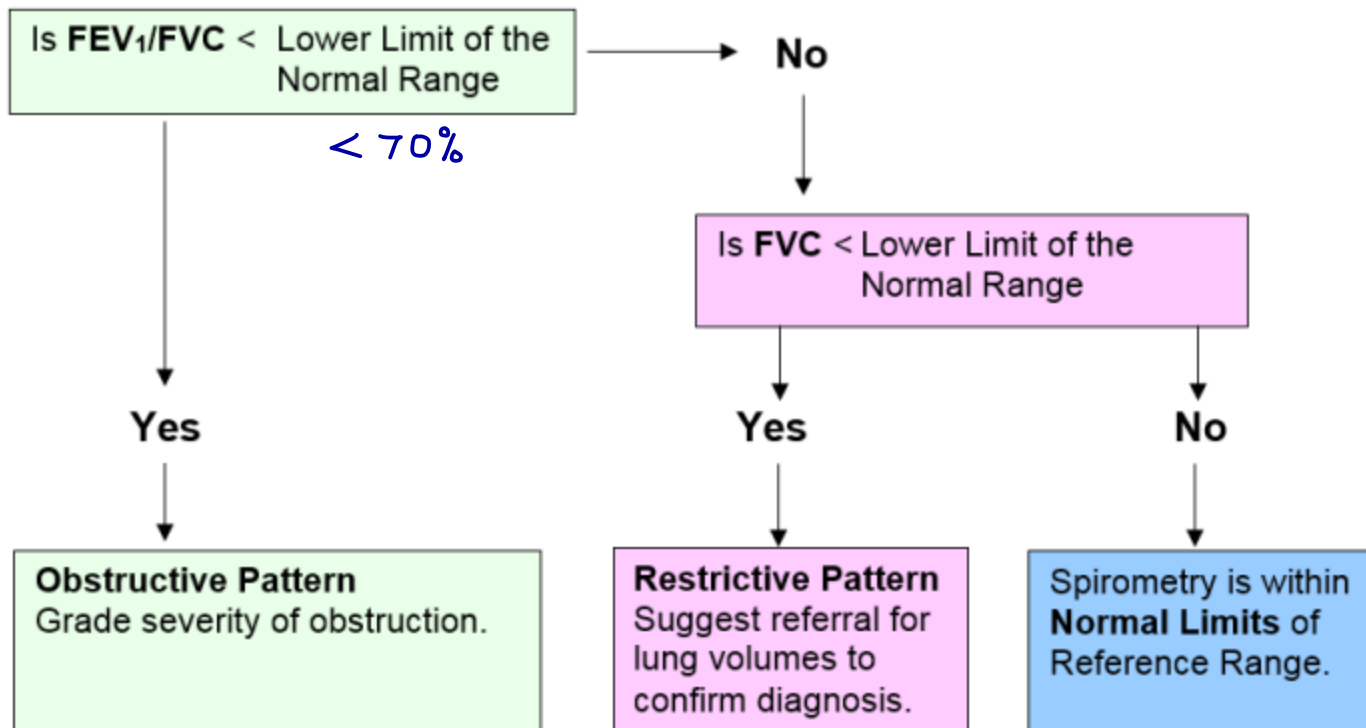 Is FEV₁/FVC < Lower Limit of the
Normal Range
No
< 70%
Is FVC < Lower Limit of the
Normal Range
Yes
Yes
No
Obstructive Pattern
Grade severity of obstruction.
Restrictive Pattern
Suggest referral for
lung volumes to
confirm diagnosis.
Spirometry is within
Normal Limits of
Reference Range.